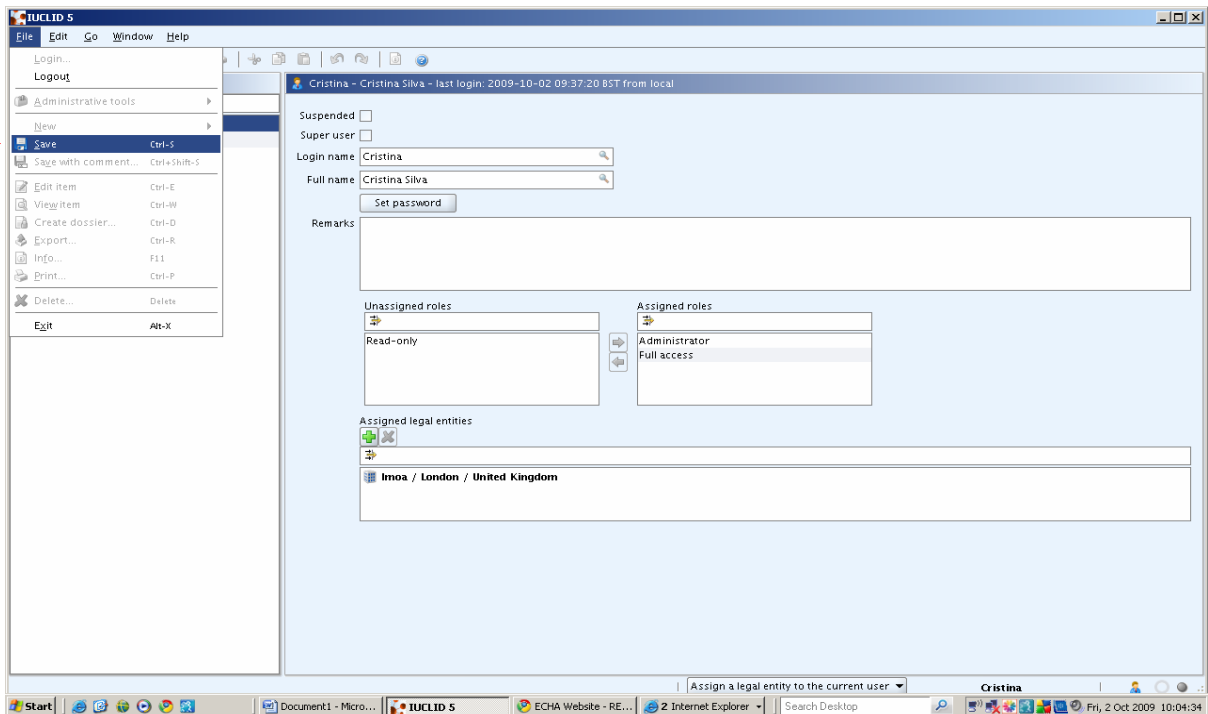 IUCLID 5
File Edit Go Window Help
Login...
Logout
Administrative tools
New
Save Ctrl-S
Save with comment... Ctrl+Shift-S
Edit item Ctrl-E
View item Ctrl-W
Create dossier... Ctrl-D
Export... Ctrl-R
Info... F11
Print... Ctrl-P
Delete... Delete
Exit Alt-X
Cristina - Cristina Silva - last login: 2009-10-02 09:37:20 BST from local
Suspended
Super user
Login name Cristina
Full name Cristina Silva
Set password
Remarks
Unassigned roles Assigned roles
Read-only Administrator
Full access
Assigned legal entities
Imoa / London / United Kingdom
Assign a legal entity to the current user Cristina
Start Document1 - Micro... IUCLID 5 ECHA Website - RE... 2 Internet Explorer Search Desktop Fri, 2 Oct 2009 10:04:34